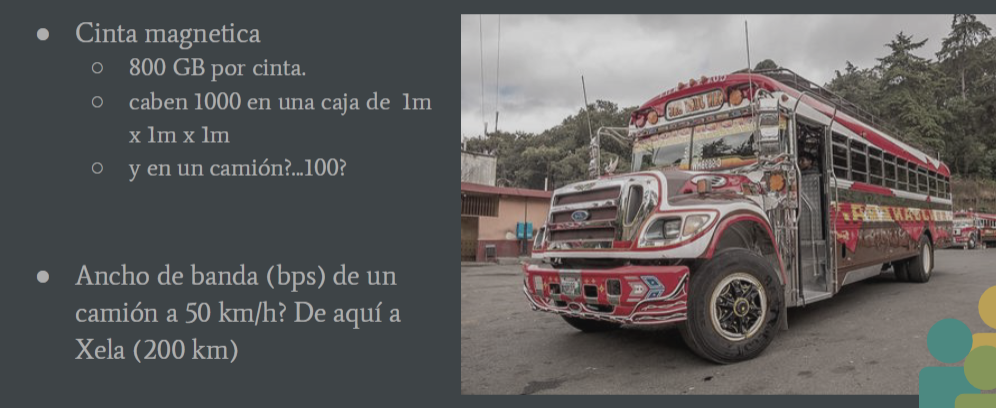 ● Cinta magnetica
○ 800 GB por cinta.
○ caben 1000 en una caja de 1m
x 1m x 1m
○ y en un camión?...100?
● Ancho de banda (bps) de un
camión a 50 km/h? De aquí a
Xela (200 km)
Ford